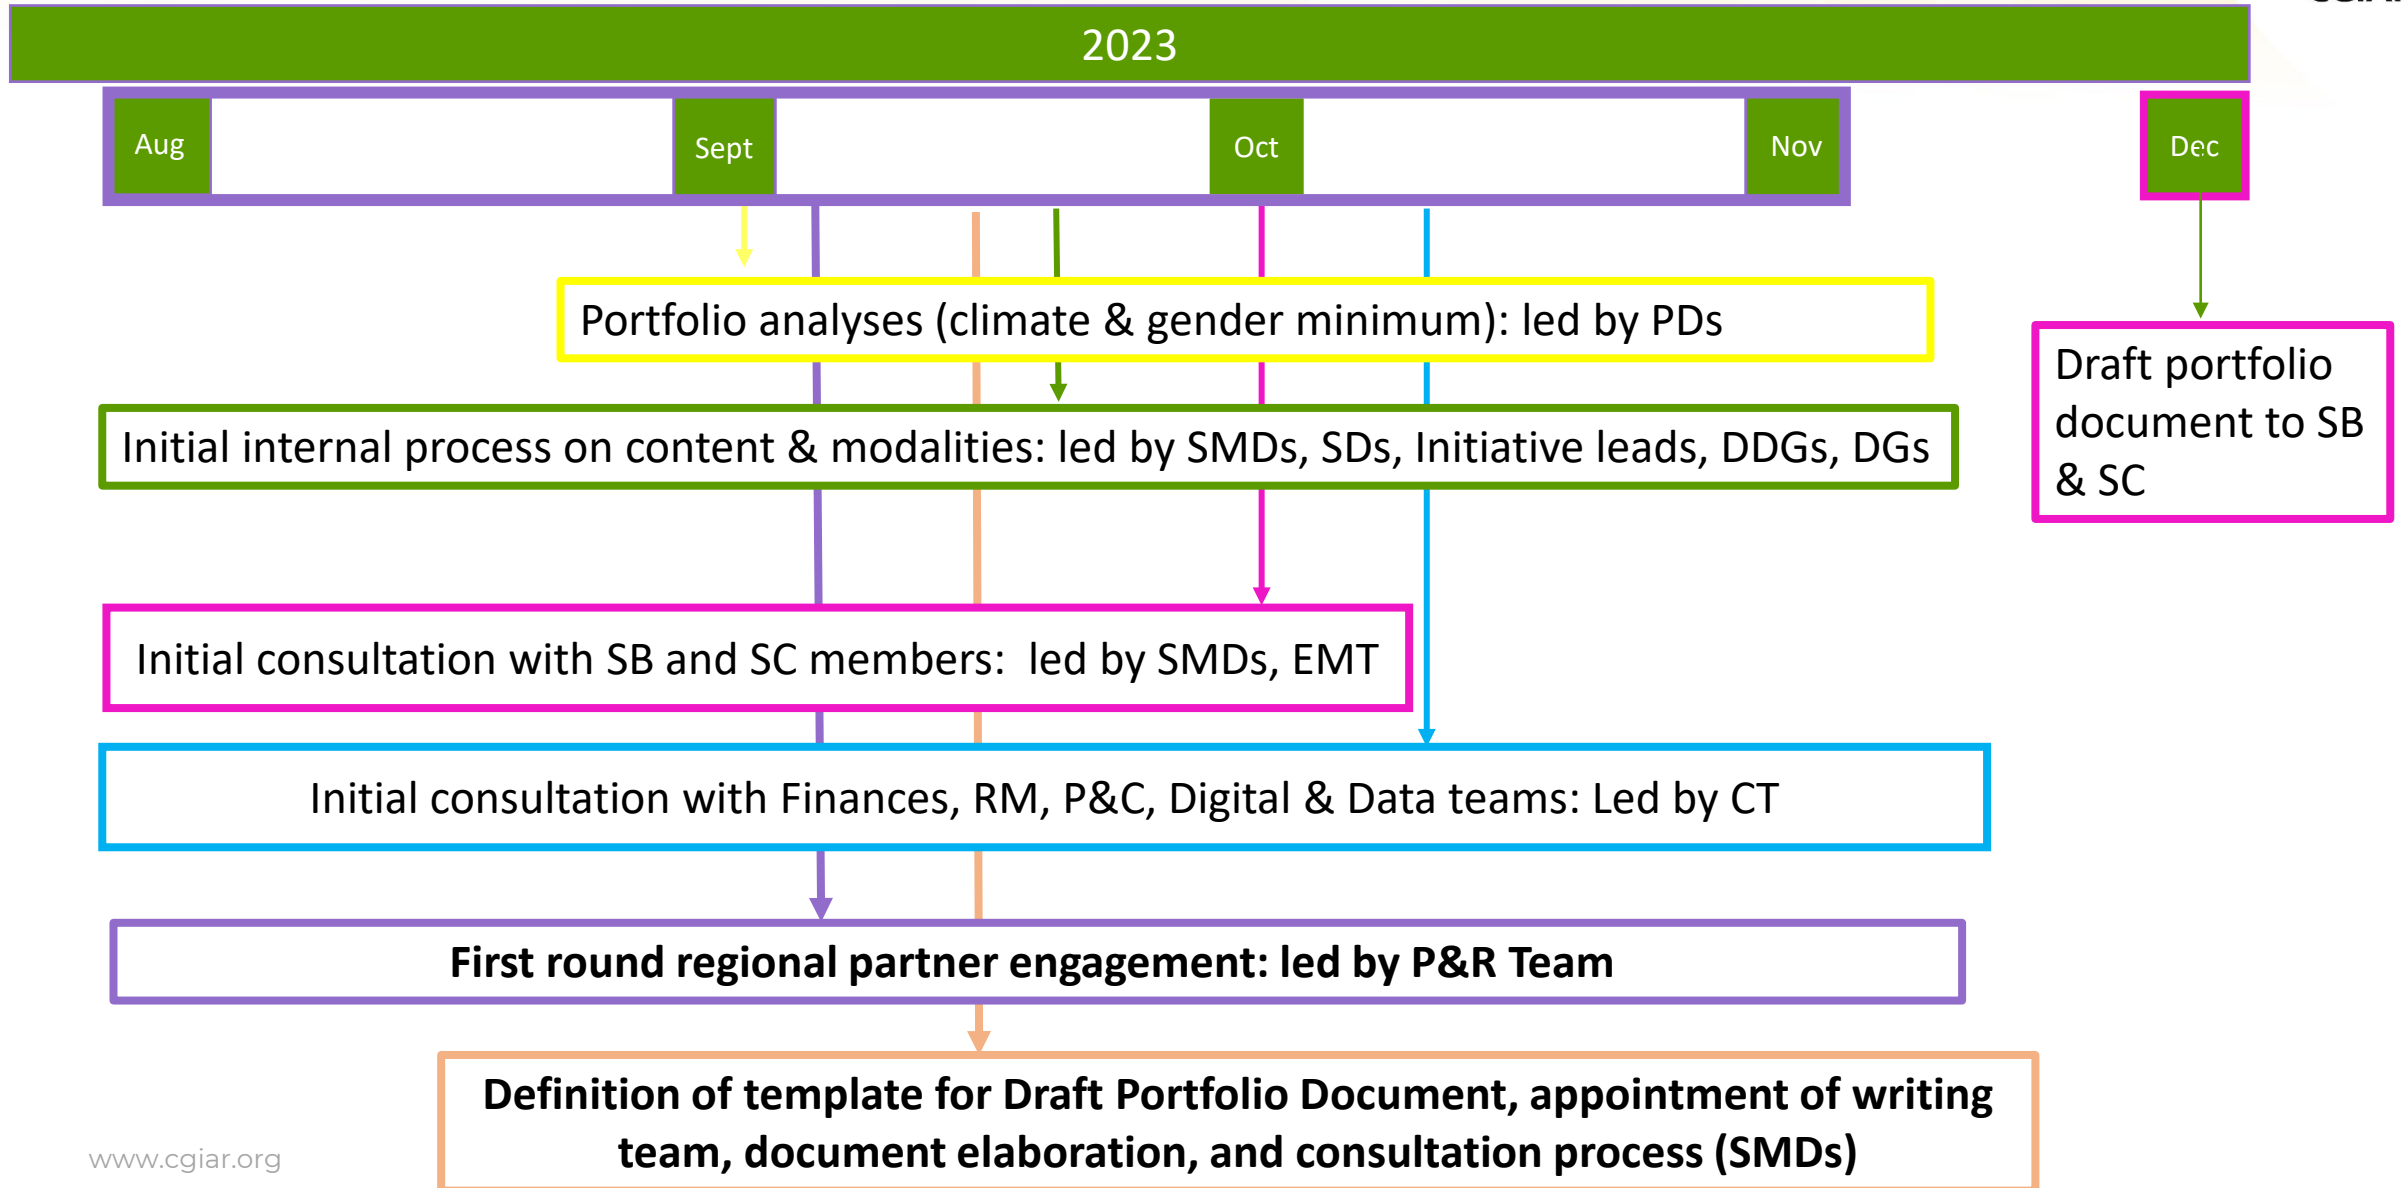 2023
Aug
Sept
Oct
Nov
Dec
Portfolio analyses (climate & gender minimum): led by PDs
Draft portfolio
document to SB
& SC
Initial internal process on content & modalities: led by SMDs, SDs, Initiative leads, DDGs, DGs
Initial consultation with SB and SC members: led by SMDs, EMT
Initial consultation with Finances, RM, P&C, Digital & Data teams: Led by CT
First round regional partner engagement: led by P&R Team
Definition of template for Draft Portfolio Document, appointment of writing
team, document elaboration, and consultation process (SMDs)
www.cgiar.org